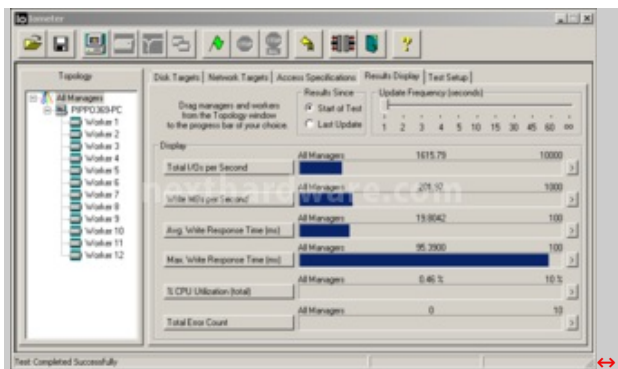 Iometer
Topology
All Managers
PIPPO369-PC
Worker 1
Worker 2
Worker 3
Worker 4
Worker 5
Worker 6
Worker 7
Worker 8
Worker 9
Worker 10
Worker 11
Worker 12
Disk Targets Network Targets Access Specifications Results Display Test Setup
Drag managers and workers
from the Topology window
to the progress bar of your choice.
Results Since
Start of Test
Last Update
Update Frequency (seconds)
1 2 3 4 5 10 15 30 45 60 ∞
Display
All Managers 1615.79 10000
Total I/Os per Second
All Managers 201.97 1000
Write MB/s per Second
All Managers 19.8042 100
Avg. Write Response Time (ms)
All Managers 95.3900 100
Max. Write Response Time (ms)
All Managers 0.46 % 10 %
% CPU Utilization (total)
All Managers 0 10
Total Error Count
nexthardware.com
Test Completed Successfully